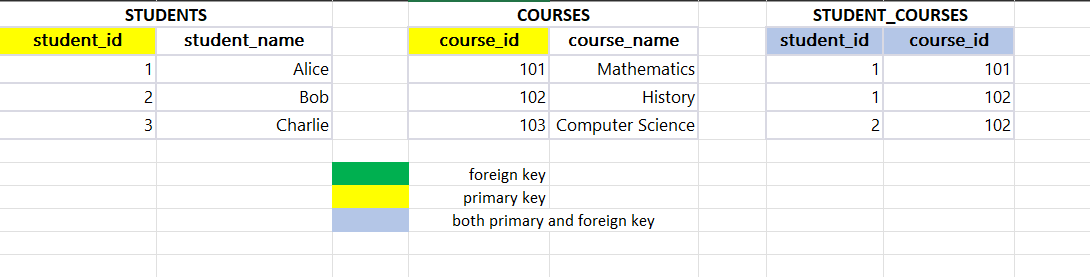 STUDENTS COURSES STUDENT_COURSES
student_id student_name course_id course_name student_id course_id
1 Alice 101 Mathematics 1 101
2 Bob 102 History 1 102
3 Charlie 103 Computer Science 2 102
foreign key
primary key
both primary and foreign key